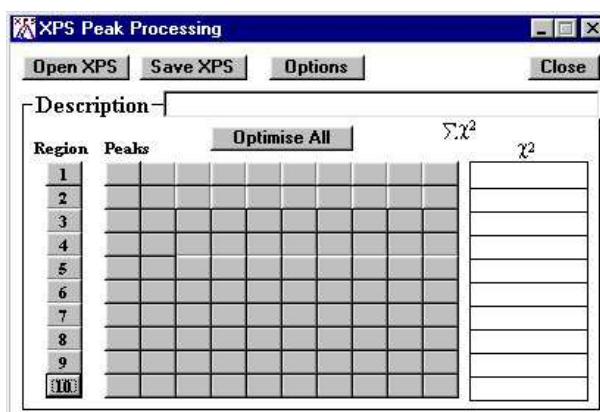 XPS Peak Processing
Open XPS Save XPS Options Close
Description
Optimise All Σχ²
Region Peaks χ²
1
2
3
4
5
6
7
8
9
10